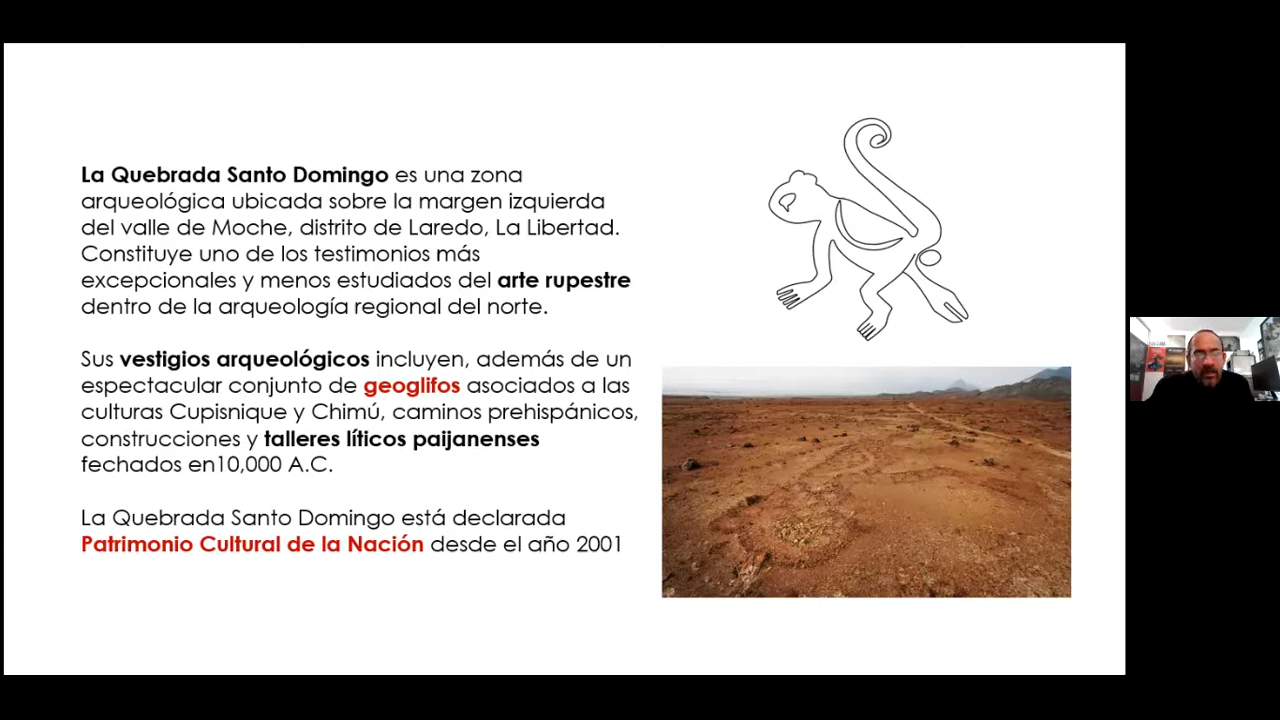 La Quebrada Santo Domingo es una zona
arqueológica ubicada sobre la margen izquierda
del valle de Moche, distrito de Laredo, La Libertad.
Constituye uno de los testimonios más
excepcionales y menos estudiados del arte rupestre
dentro de la arqueología regional del norte.
Sus vestigios arqueológicos incluyen, además de un
espectacular conjunto de geoglifos asociados a las
culturas Cupisnique y Chimú, caminos prehispánicos,
construcciones y talleres líticos paijanenses
fechados en10,000 A.C.
La Quebrada Santo Domingo está declarada
Patrimonio Cultural de la Nación desde el año 2001